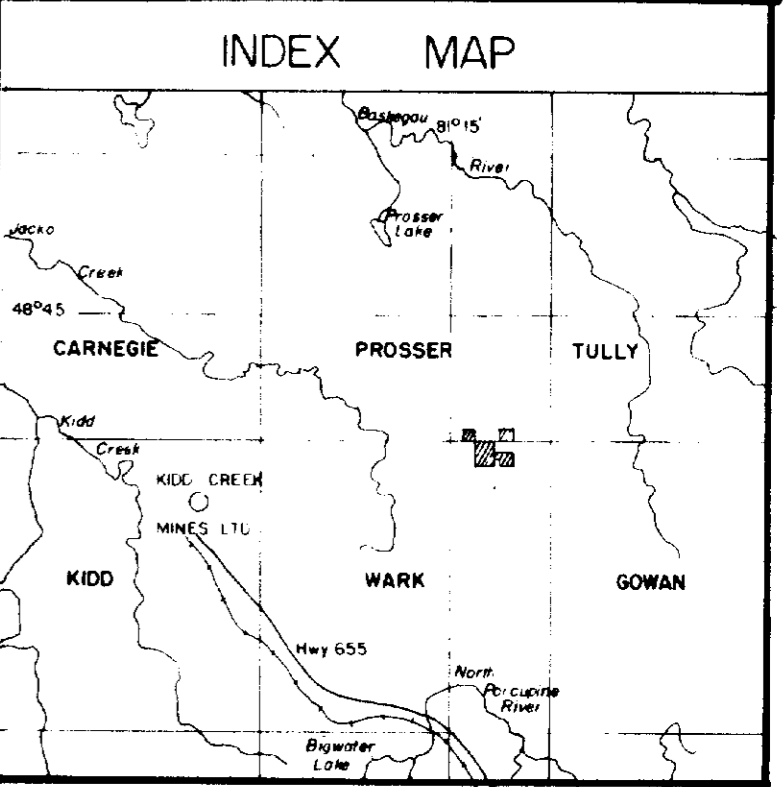 INDEX MAP
Baskegau
81°15'
River
Prosser
Lake
Jacko
Creek
48°45
CARNEGIE
PROSSER
TULLY
Kidd
Creek
KIDD CREEK
MINES LTD
KIDD
WARK
GOWAN
Hwy 655
North
Porcupine
River
Bigwater
Lake